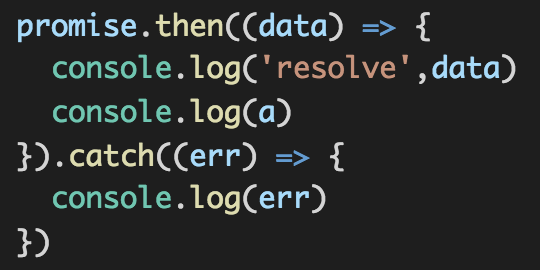 promise.then((data) => {
  console.log('resolve',data)
  console.log(a)
}).catch((err) => {
  console.log(err)
})